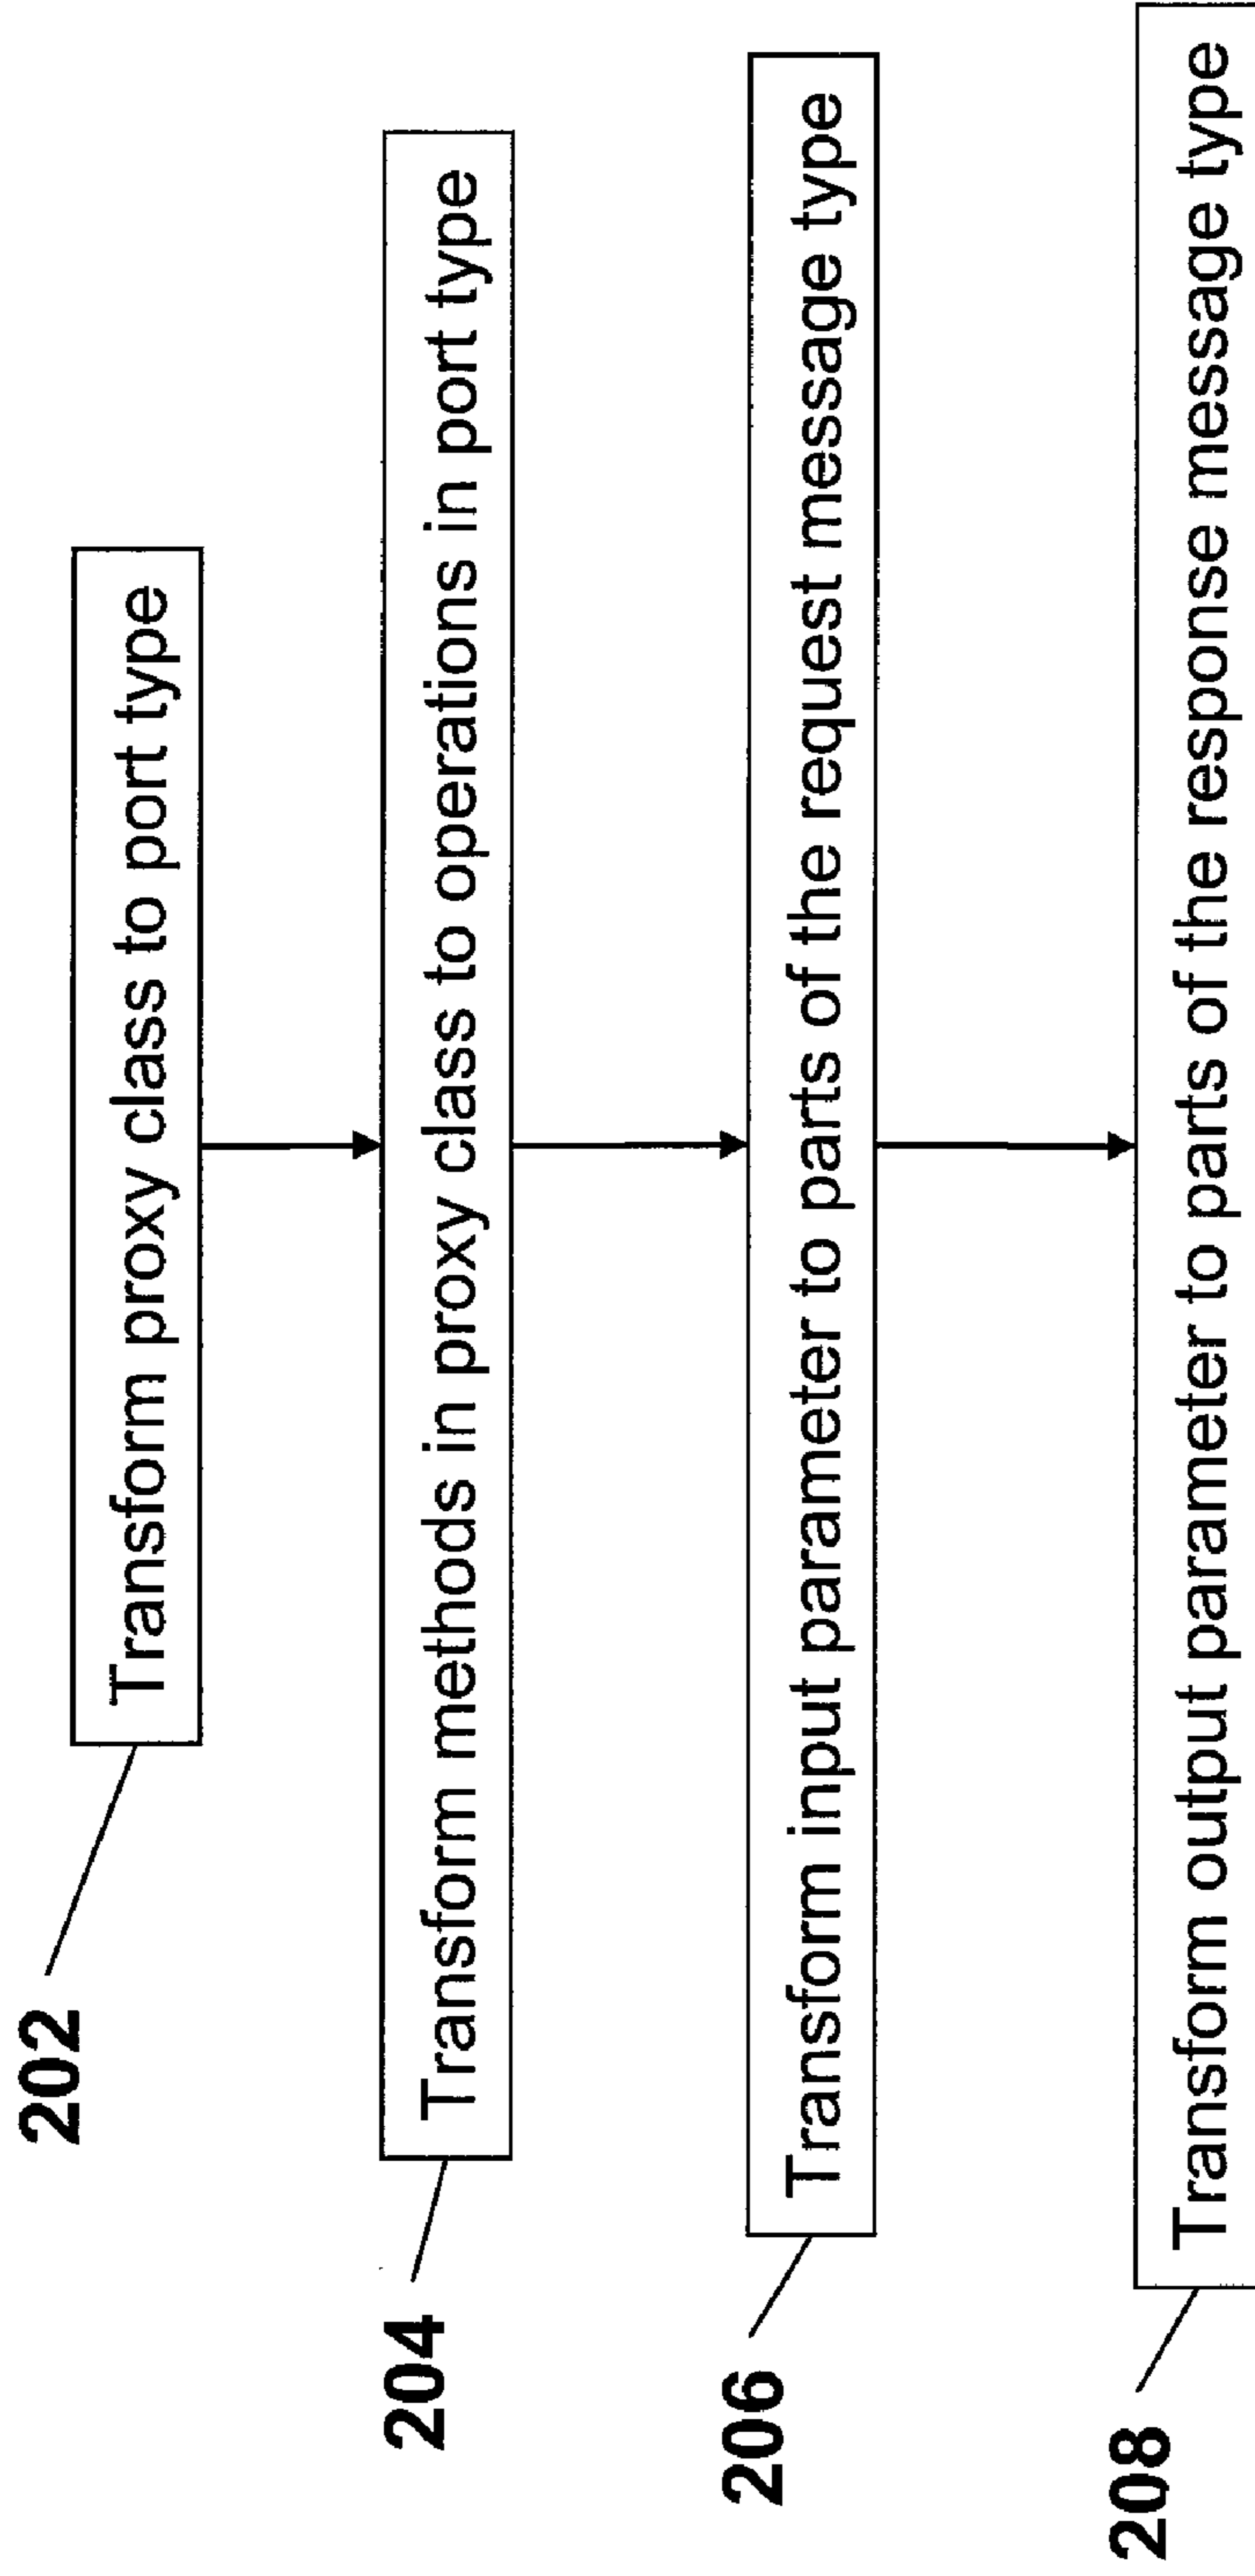 202
Transform proxy class to port type
204
Transform methods in proxy class to operations in port type
206
Transform input parameter to parts of the request message type
208
Transform output parameter to parts of the response message type